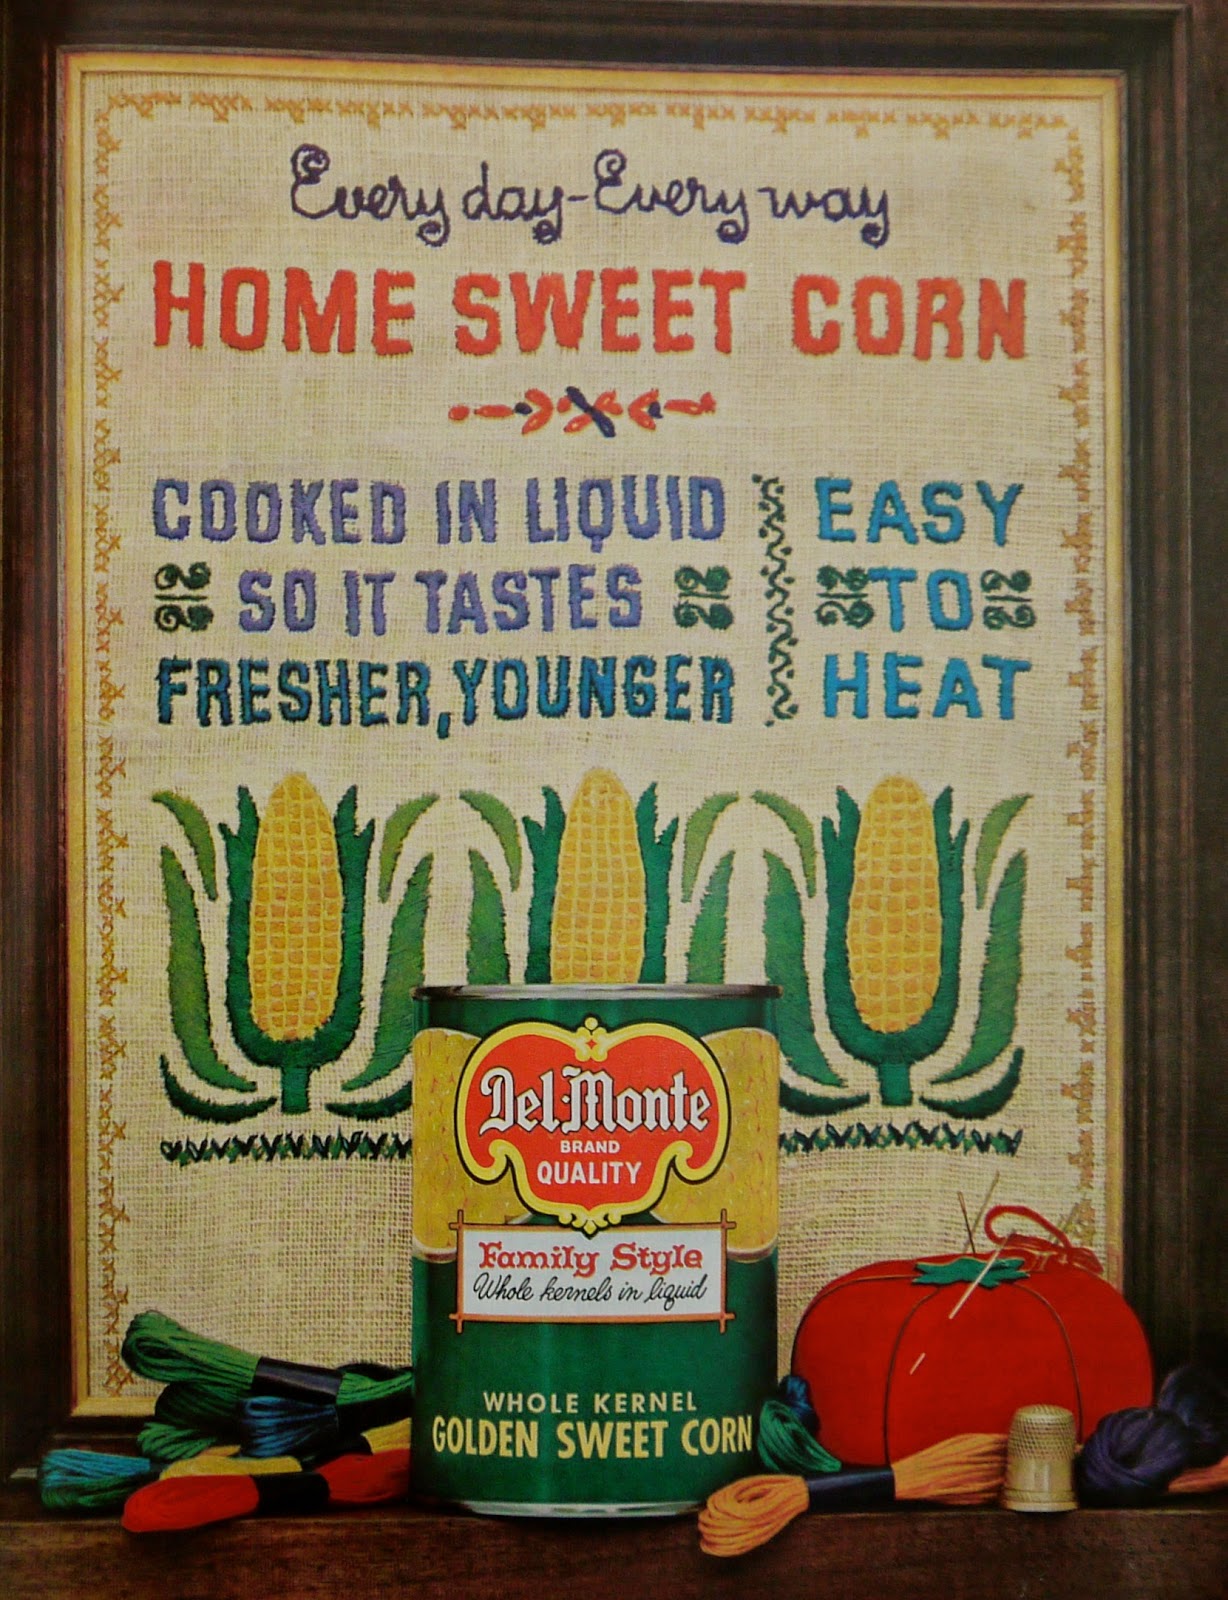 Every day-Every way
HOME SWEET CORN
COOKED IN LIQUID
SO IT TASTES
FRESHER, YOUNGER
EASY
TO
HEAT
Del Monte
BRAND
QUALITY
Family Style
Whole kernels in liquid
WHOLE KERNEL
GOLDEN SWEET CORN